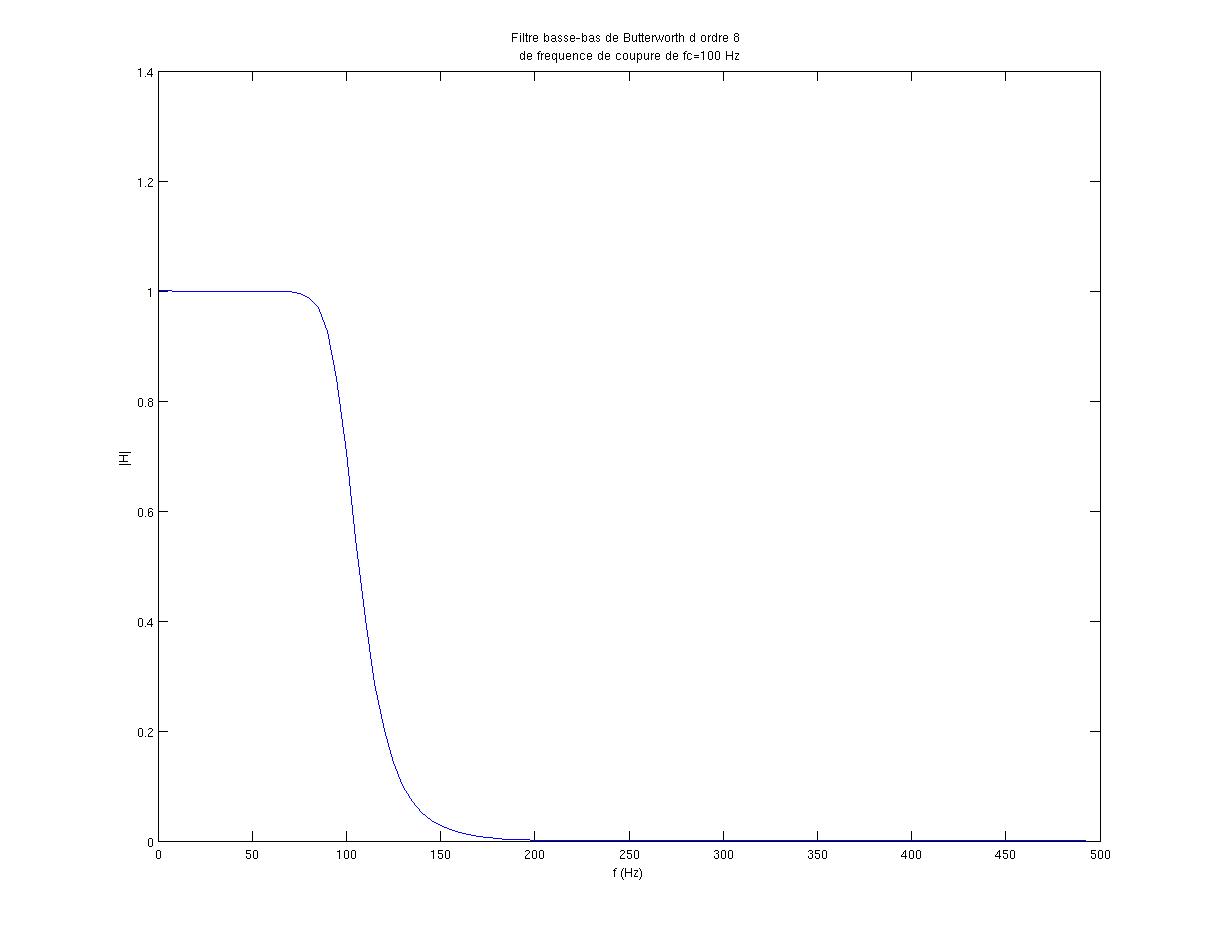 Filtre basse-bas de Butterworth d ordre 8
de frequence de coupure de fc=100 Hz
1.4
1.2
1
0.8
|H|
0.6
0.4
0.2
0
0 50 100 150 200 250 300 350 400 450 500
f (Hz)